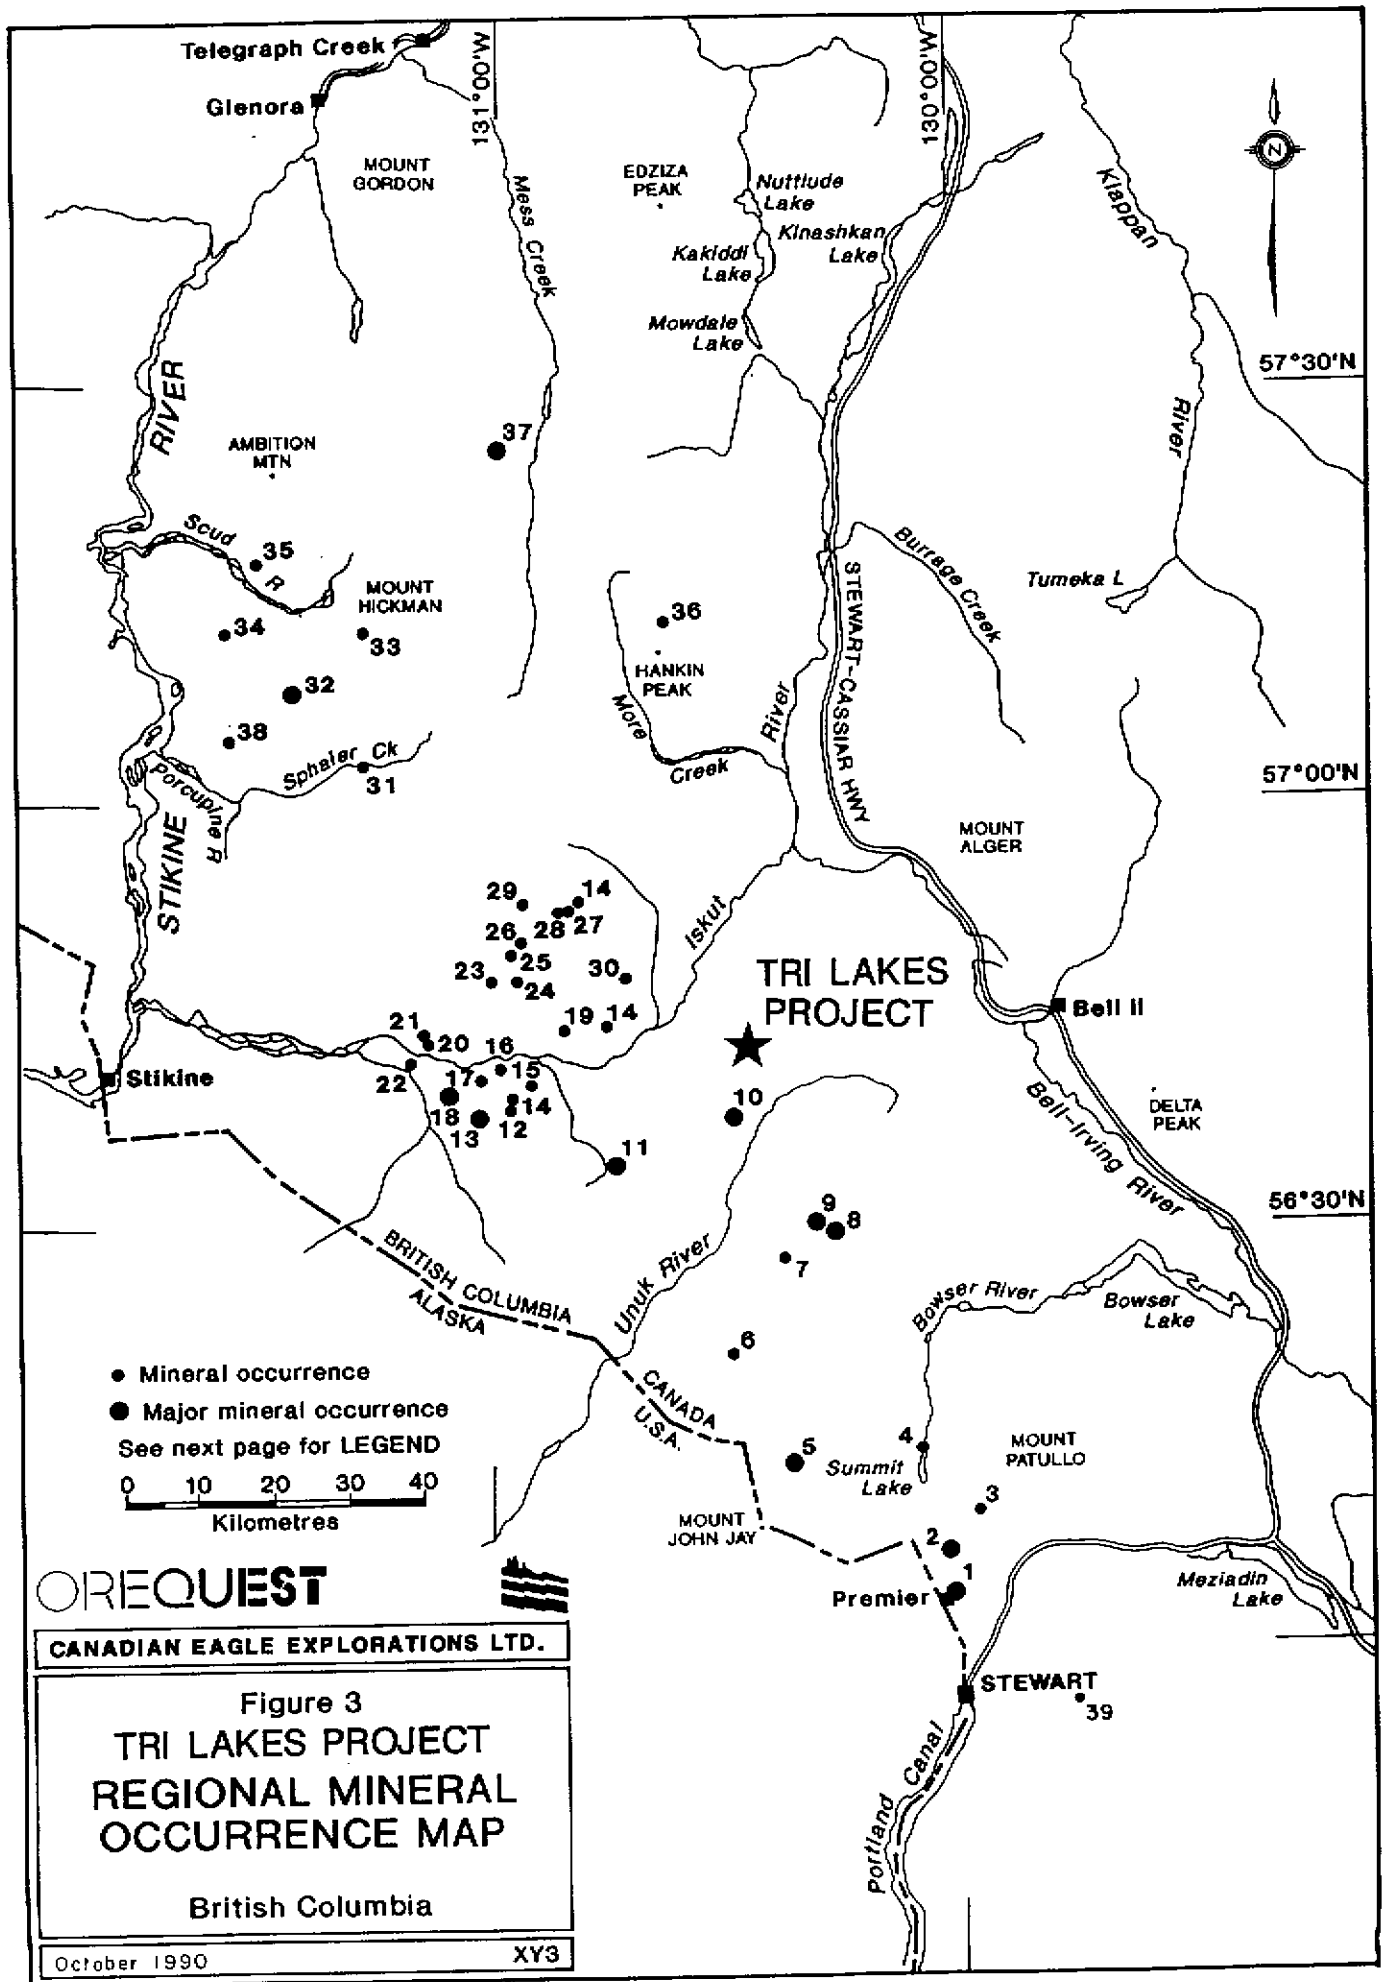 Telegraph Creek
Glenora
131°00'W
130°00'W
MOUNT
GORDON
EDZIZA
PEAK
Mess Creek
Nuttlude
Lake
Kinashkan
Lake
Kakiddi
Lake
Mowdale
Lake
Klappan
River
N
57°30'N
RIVER
AMBITION
MTN
37
Scud
R
35
MOUNT
HICKMAN
34
33
32
38
Sphaler Ck
31
Porcupine R
STIKINE
36
HANKIN
PEAK
More
Creek
River
STEWART-CASSIAR HWY
Burrage Creek
Tumeka L
57°00'N
MOUNT
ALGER
29
14
28
27
26
25
23
24
30
Iskut
TRI LAKES
PROJECT
Bell II
19
14
21
20
16
22
17
15
18
14
13
12
Stikine
10
11
DELTA
PEAK
Bell-Irving River
56°30'N
9
8
7
Unuk River
BRITISH COLUMBIA
ALASKA
Bowser River
Bowser
Lake
6
CANADA
U.S.A.
5
4
Summit
Lake
MOUNT
PATULLO
3
MOUNT
JOHN JAY
2
1
Premier
Meziadin
Lake
STEWART
39
Portland Canal
Mineral occurrence
Major mineral occurrence
See next page for LEGEND
0 10 20 30 40
Kilometres
OREQUEST
CANADIAN EAGLE EXPLORATIONS LTD.
Figure 3
TRI LAKES PROJECT
REGIONAL MINERAL
OCCURRENCE MAP
British Columbia
October 1990
XY3